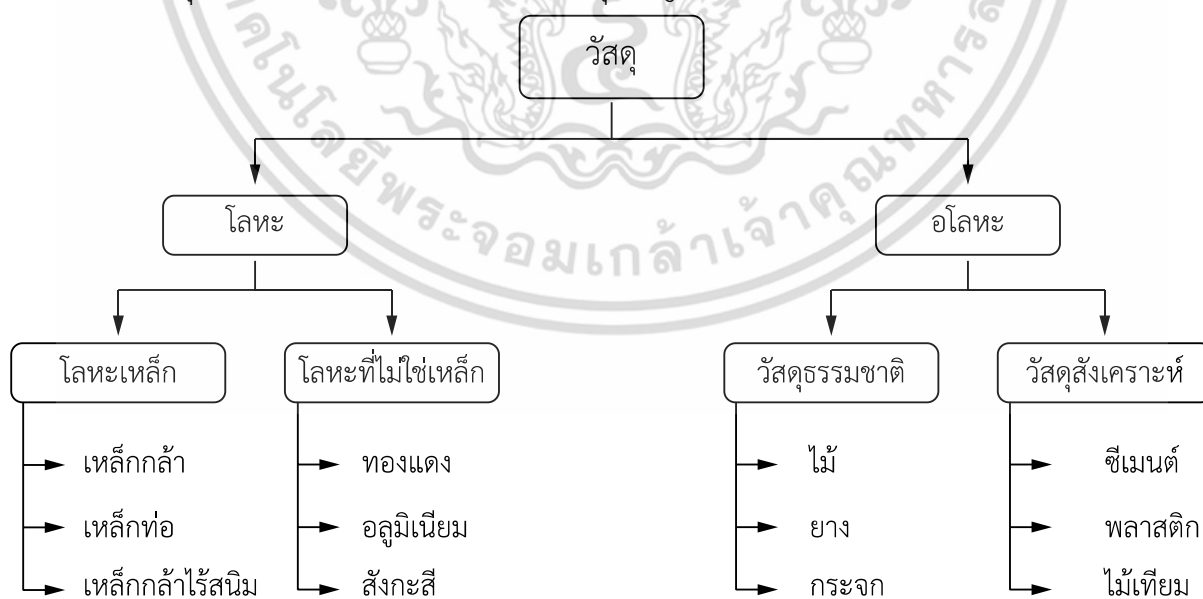 วัสดุ
โลหะ
อโลหะ
โลหะเหล็ก
โลหะที่ไม่ใช่เหล็ก
วัสดุธรรมชาติ
วัสดุสังเคราะห์
เหล็กกล้า
ทองแดง
ไม้
ซีเมนต์
เหล็กท่อ
อลูมิเนียม
ยาง
พลาสติก
เหล็กกล้าไร้สนิม
สังกะสี
กระจก
ไม้เทียม